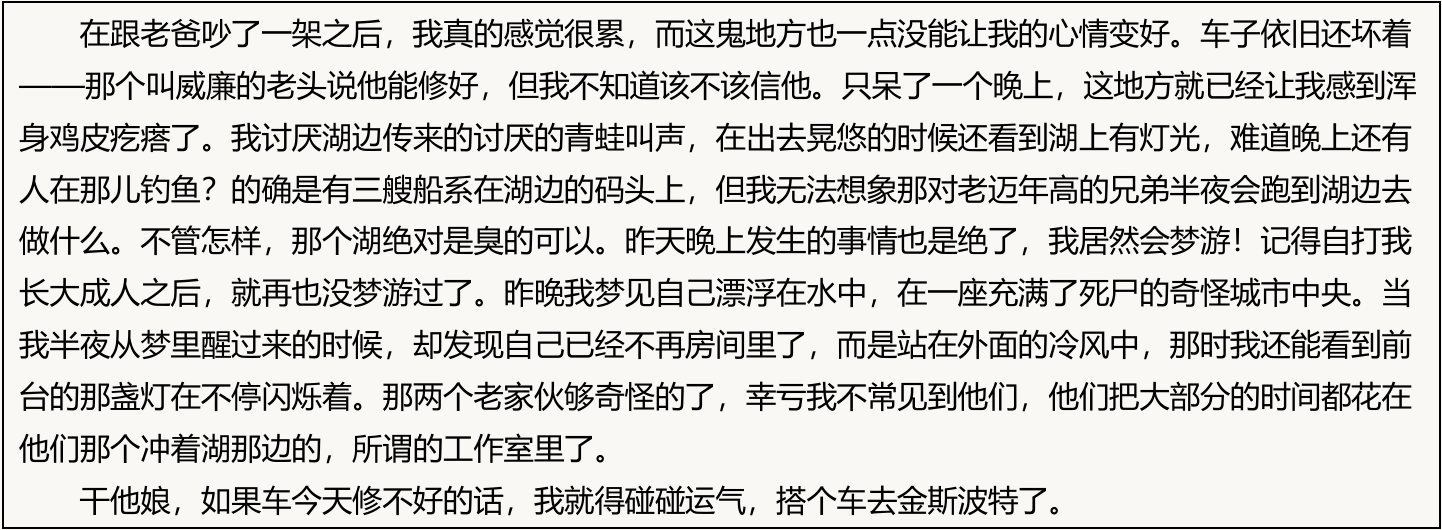 在跟老爸吵了一架之后，我真的感觉很累，而这鬼地方也一点没能让我的心情变好。车子依旧还坏着
——那个叫威廉的老头说他能修好，但我不知道该不该信他。只呆了一个晚上，这地方就已经让我感到浑
身鸡皮疙瘩了。我讨厌湖边传来的讨厌的青蛙叫声，在出去晃悠的时候还看到湖上有灯光，难道晚上还有
人在那儿钓鱼？的确是有三艘船系在湖边的码头上，但我无法想象那对老迈年高的兄弟半夜会跑到湖边去
做什么。不管怎样，那个湖绝对是臭的可以。昨天晚上发生的事情也是绝了，我居然会梦游！记得自打我
长大成人之后，就再也没梦游过了。昨晚我梦见自己漂浮在水中，在一座充满了死尸的奇怪城市中央。当
我半夜从梦里醒过来的时候，却发现自己已经不再房间里了，而是站在外面的冷风中，那时我还能看到前
台的那盏灯在不停闪烁着。那两个老家伙够奇怪的了，幸亏我不常见到他们，他们把大部分的时间都花在
他们那个冲着湖那边的，所谓的工作室里了。
干他娘，如果车今天修不好的话，我就得碰碰运气，搭个车去金斯波特了。